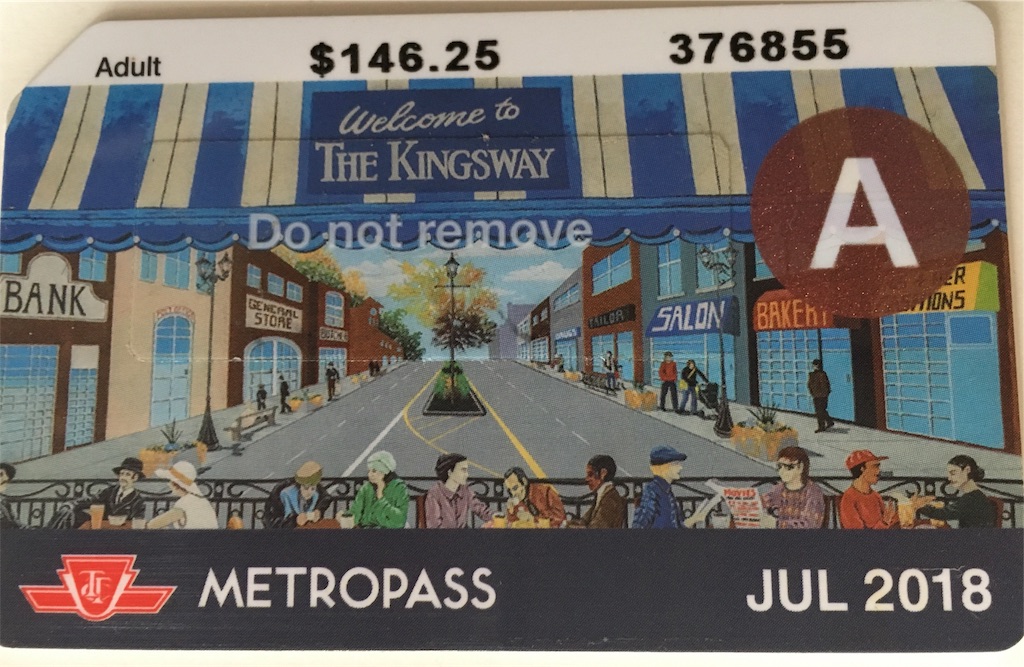 Adult $146.25 376855
Welcome to
THE KINGSWAY
A
Do not remove
BANK
GENERAL
STORE
TAILOR
SALON
BAKERY
MOVIES
METROPASS JUL 2018